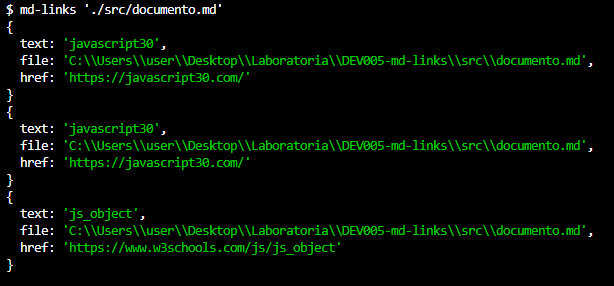 $ md-links './src/documento.md'
{
  text: 'javascript30',
  file: 'C:\\Users\\user\\Desktop\\Laboratoria\\DEV005-md-links\\src\\documento.md',
  href: 'https://javascript30.com/'
}
{
  text: 'javascript30',
  file: 'C:\\Users\\user\\Desktop\\Laboratoria\\DEV005-md-links\\src\\documento.md',
  href: 'https://javascript30.com/'
}
{
  text: 'js_object',
  file: 'C:\\Users\\user\\Desktop\\Laboratoria\\DEV005-md-links\\src\\documento.md',
  href: 'https://www.w3schools.com/js/js_object'
}